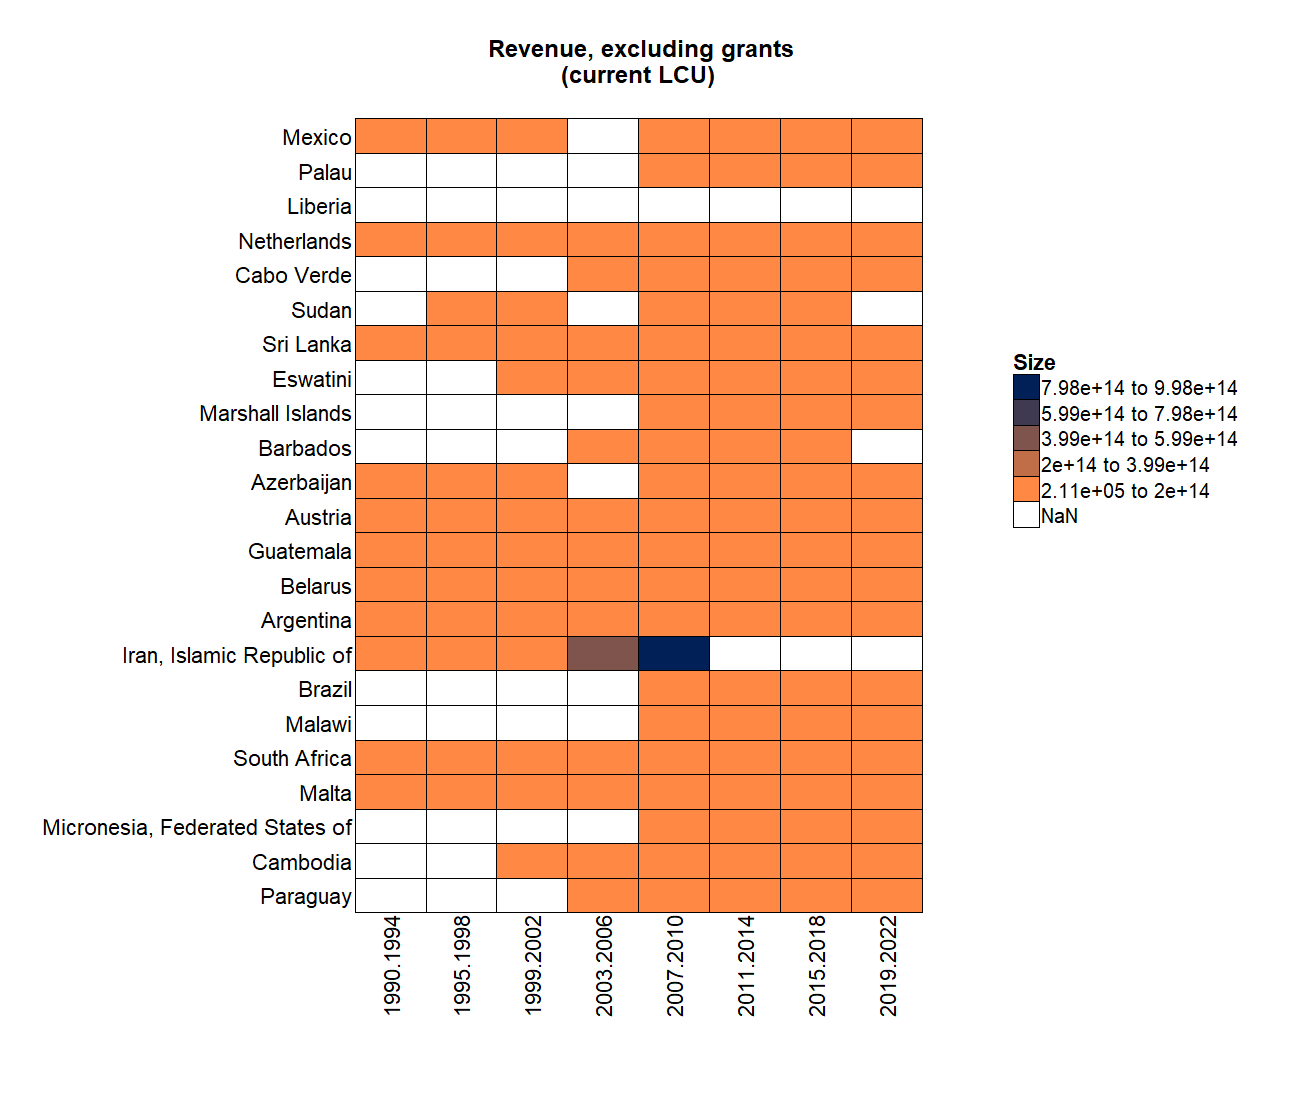 Revenue, excluding grants
(current LCU)
Mexico
Palau
Liberia
Netherlands
Cabo Verde
Sudan
Sri Lanka
Eswatini
Marshall Islands
Barbados
Azerbaijan
Austria
Guatemala
Belarus
Argentina
Iran, Islamic Republic of
Brazil
Malawi
South Africa
Malta
Micronesia, Federated States of
Cambodia
Paraguay
1990.1994
1995.1998
1999.2002
2003.2006
2007.2010
2011.2014
2015.2018
2019.2022
Size
7.98e+14 to 9.98e+14
5.99e+14 to 7.98e+14
3.99e+14 to 5.99e+14
2e+14 to 3.99e+14
2.11e+05 to 2e+14
NaN